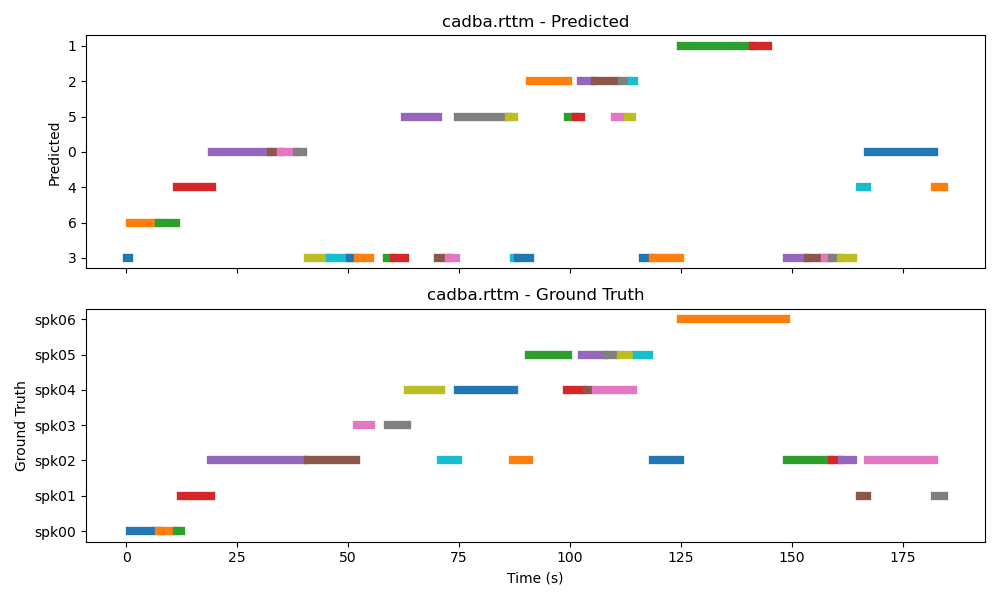 cadba.rttm - Predicted
1
2
5
0
4
6
3
Predicted
cadba.rttm - Ground Truth
spk06
spk05
spk04
spk03
spk02
spk01
spk00
Ground Truth
0 25 50 75 100 125 150 175
Time (s)